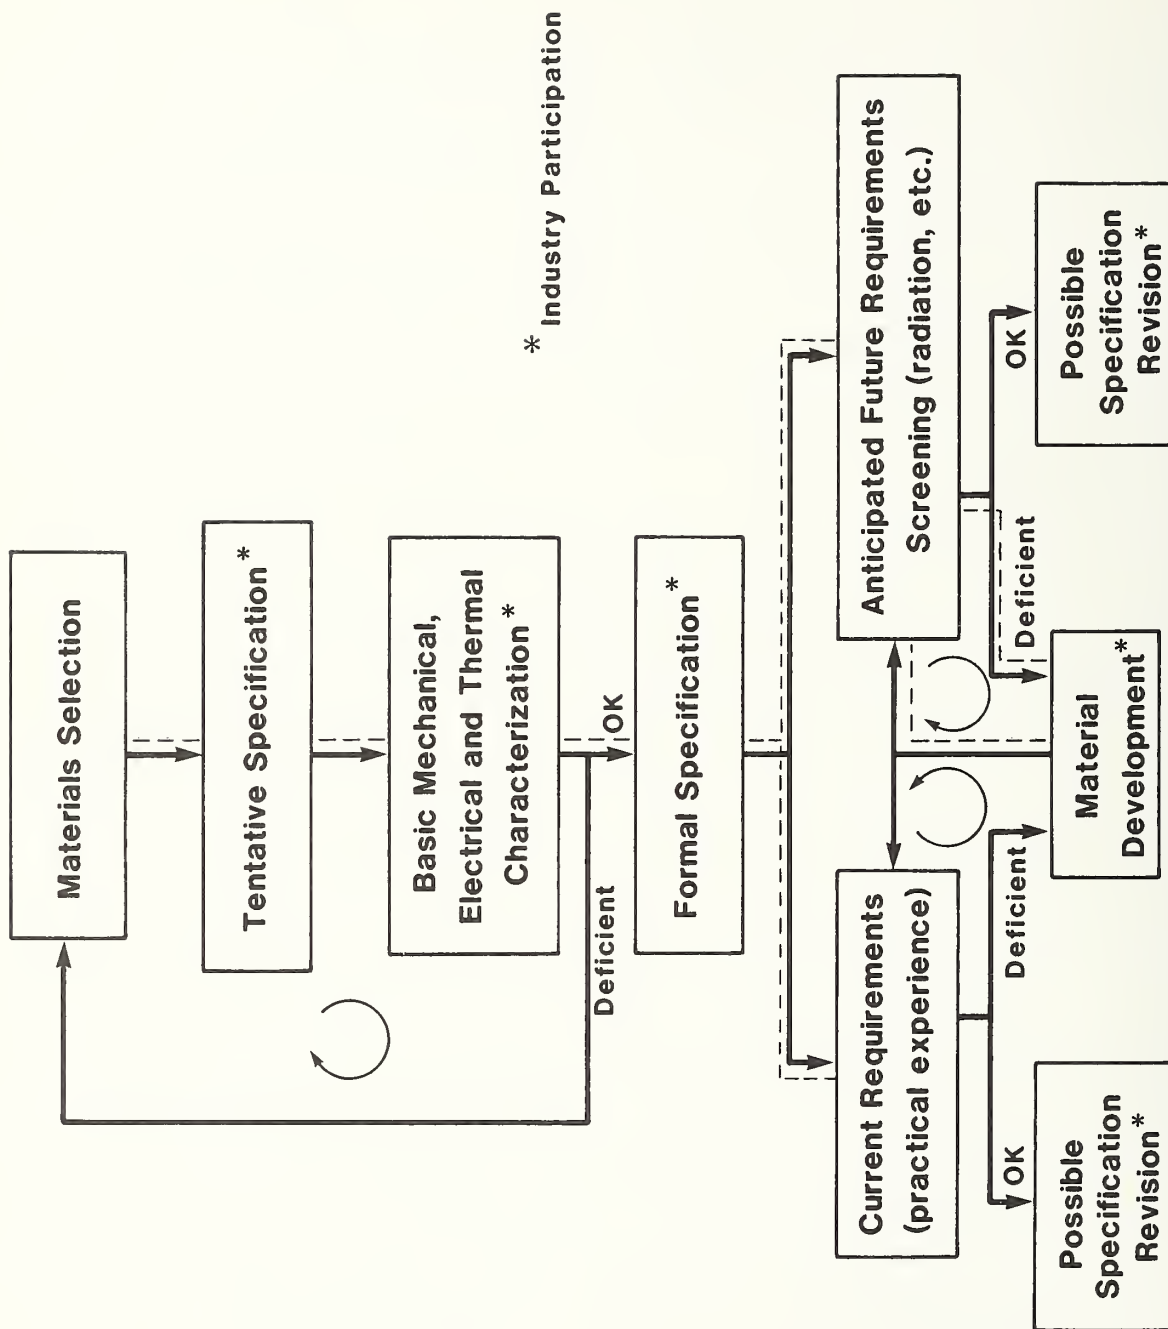 Materials Selection
Tentative Specification*
Basic Mechanical,
Electrical and Thermal
Characterization*
Deficient
OK
Formal Specification*
* Industry Participation
Current Requirements
(practical experience)
Anticipated Future Requirements
Screening (radiation, etc.)
OK
Deficient
Deficient
OK
Possible
Specification
Revision*
Material
Development*
Possible
Specification
Revision*